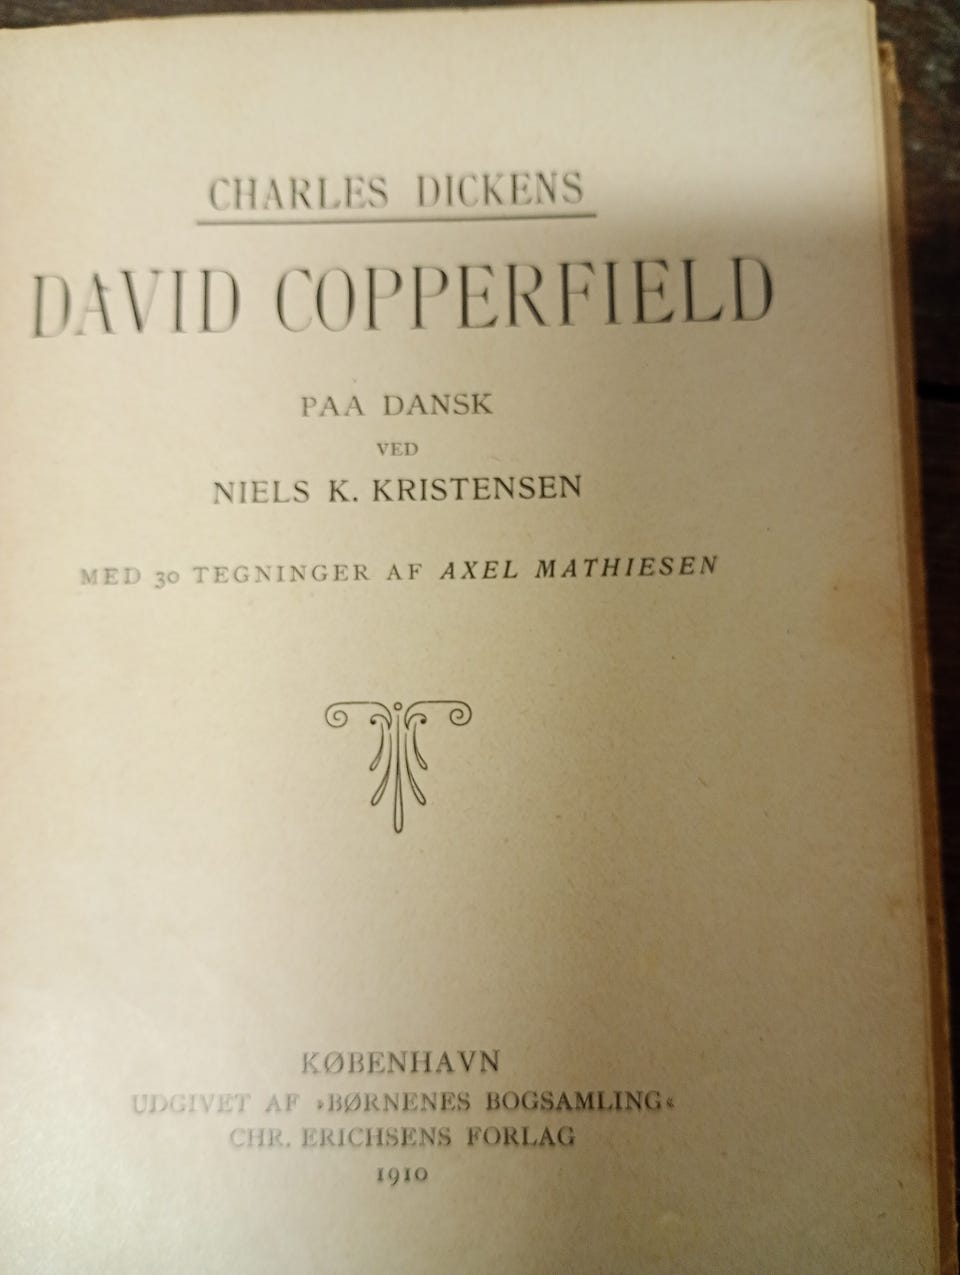 CHARLES DICKENS
DAVID COPPERFIELD
PAA DANSK
VED
NIELS K. KRISTENSEN
MED 30 TEGNINGER AF AXEL MATHIESEN
KØBENHAVN
UDGIVET AF »BØRNENES BOGSAMLING«
CHR. ERICHSENS FORLAG
1910